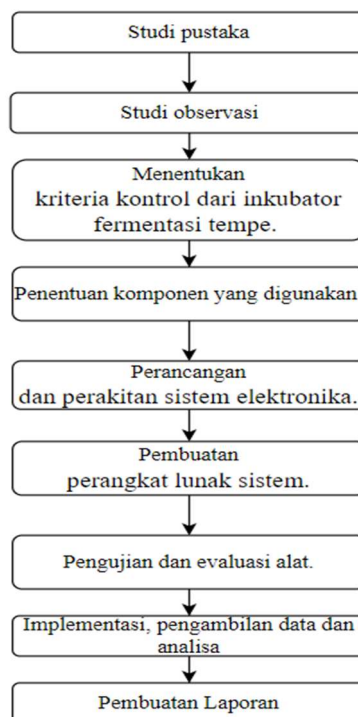 Studi pustaka
Studi observasi
Menentukan
kriteria kontrol dari inkubator
fermentasi tempe.
Penentuan komponen yang digunakan
Perancangan
dan perakitan sistem elektronika.
Pembuatan
perangkat lunak sistem.
Pengujian dan evaluasi alat.
Implementasi, pengambilan data dan
analisa
Pembuatan Laporan